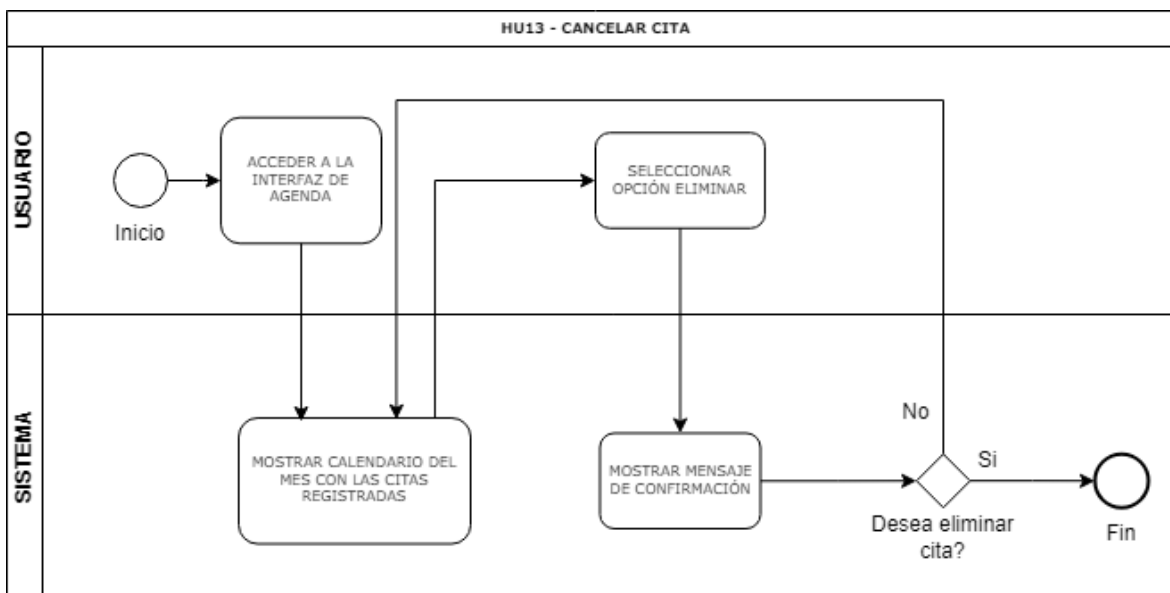 HU13 - CANCELAR CITA
USUARIO
Inicio
ACCEDER A LA
INTERFAZ DE
AGENDA
SELECCIONAR
OPCIÓN ELIMINAR
SISTEMA
MOSTRAR CALENDARIO DEL
MES CON LAS CITAS
REGISTRADAS
MOSTRAR MENSAJE
DE CONFIRMACIÓN
No
Si
Desea eliminar
cita?
Fin